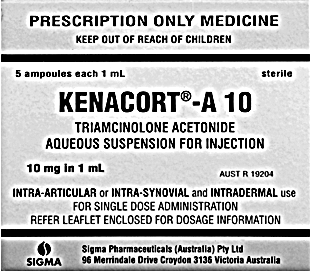 PRESCRIPTION ONLY MEDICINE
KEEP OUT OF REACH OF CHILDREN
5 ampoules each 1 mL sterile
KENACORT®-A 10
TRIAMCINOLONE ACETONIDE
AQUEOUS SUSPENSION FOR INJECTION
10 mg in 1 mL AUST R 19204
INTRA-ARTICULAR or INTRA-SYNOVIAL and INTRADERMAL use
FOR SINGLE DOSE ADMINISTRATION
REFER LEAFLET ENCLOSED FOR DOSAGE INFORMATION
SIGMA
Sigma Pharmaceuticals (Australia) Pty Ltd
96 Merrindale Drive Croydon 3136 Victoria Australia